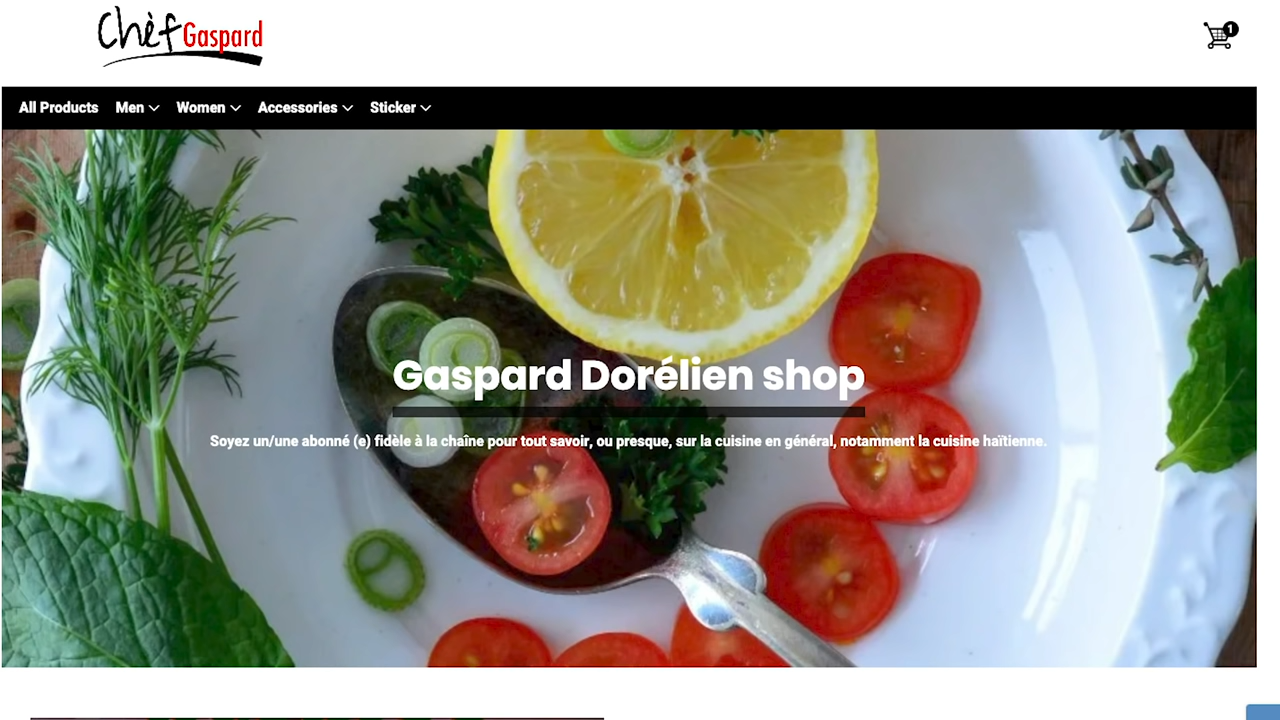 Chèf Gaspard
1
All Products Men Women Accessories Sticker
Gaspard Dorélien shop
Soyez un/une abonné (e) fidèle à la chaîne pour tout savoir, ou presque, sur la cuisine en général, notamment la cuisine haïtienne.